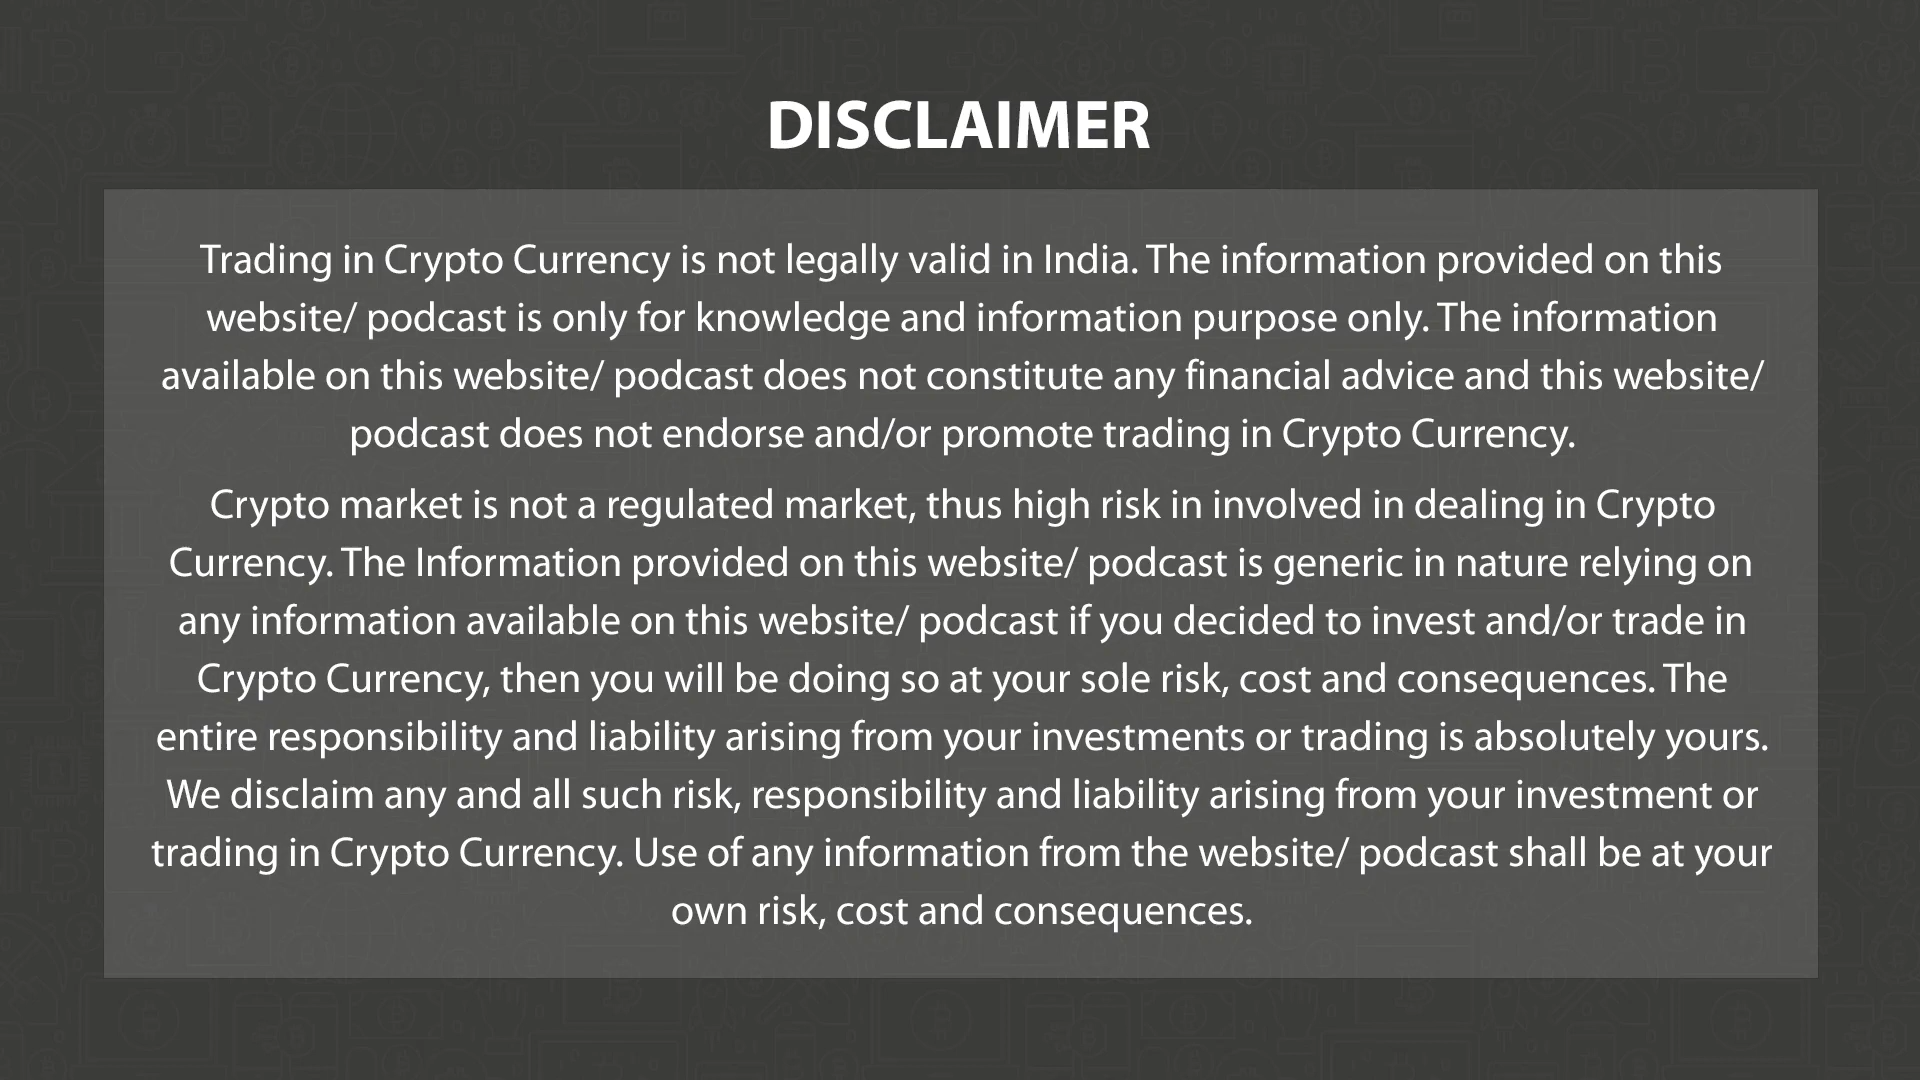 DISCLAIMER
Trading in Crypto Currency is not legally valid in India. The information provided on this
website/ podcast is only for knowledge and information purpose only. The information
available on this website/ podcast does not constitute any financial advice and this website/
podcast does not endorse and/or promote trading in Crypto Currency.
Crypto market is not a regulated market, thus high risk in involved in dealing in Crypto
Currency. The Information provided on this website/ podcast is generic in nature relying on
any information available on this website/ podcast if you decided to invest and/or trade in
Crypto Currency, then you will be doing so at your sole risk, cost and consequences. The
entire responsibility and liability arising from your investments or trading is absolutely yours.
We disclaim any and all such risk, responsibility and liability arising from your investment or
trading in Crypto Currency. Use of any information from the website/ podcast shall be at your
own risk, cost and consequences.